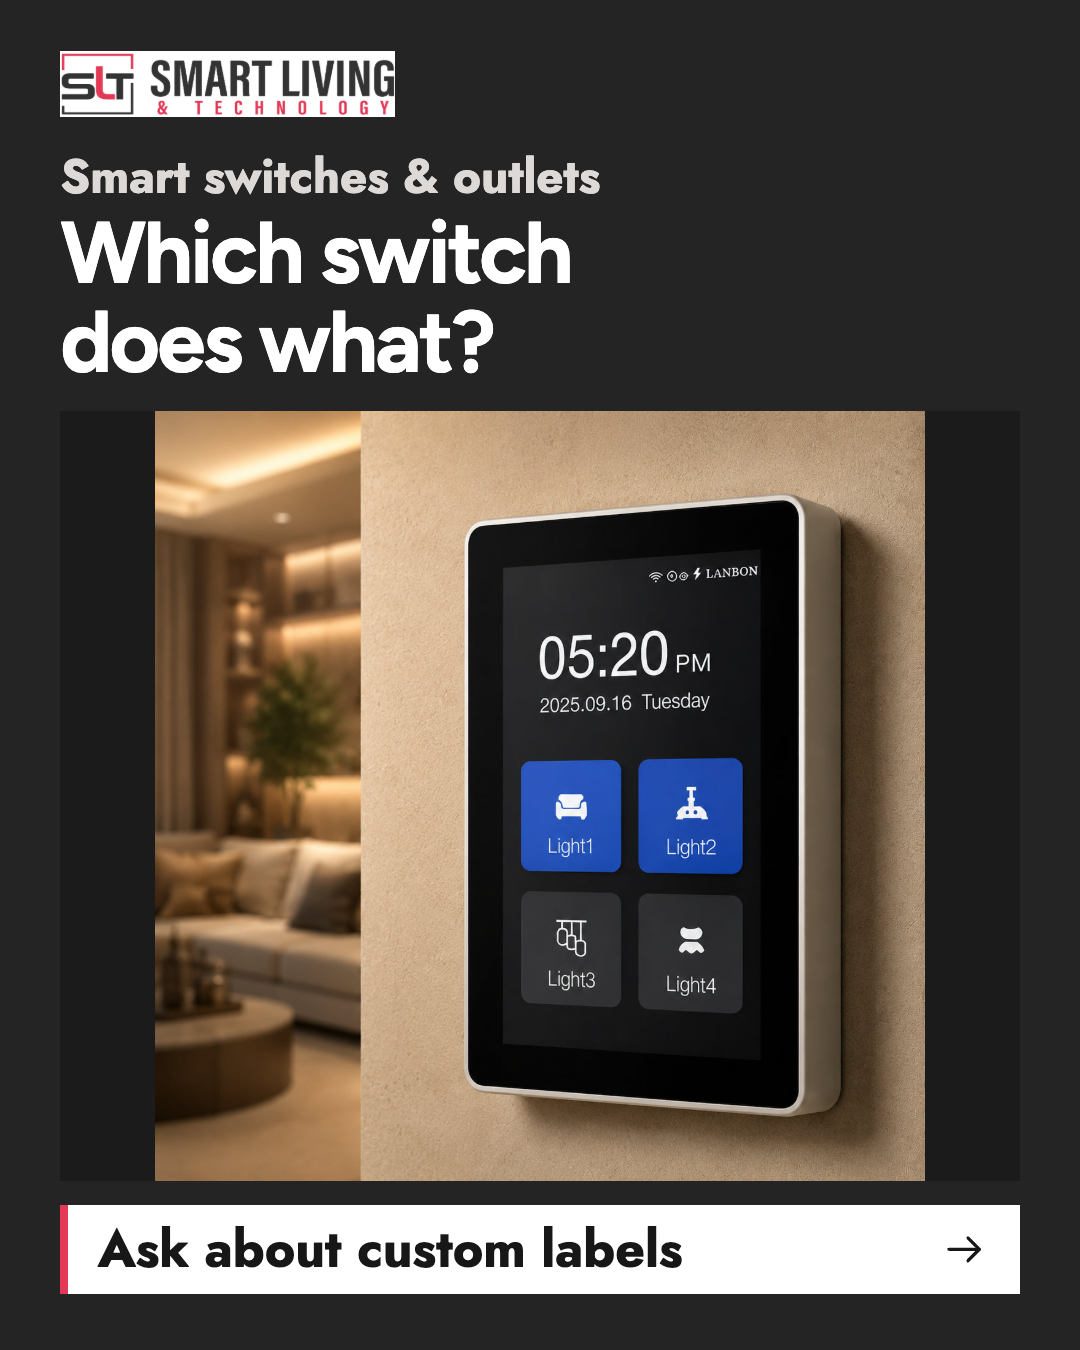 SLT SMART LIVING
& TECHNOLOGY
Smart switches & outlets
Which switch
does what?
LANBON
05:20 PM
2025.09.16 Tuesday
Light1
Light2
Light3
Light4
Ask about custom labels